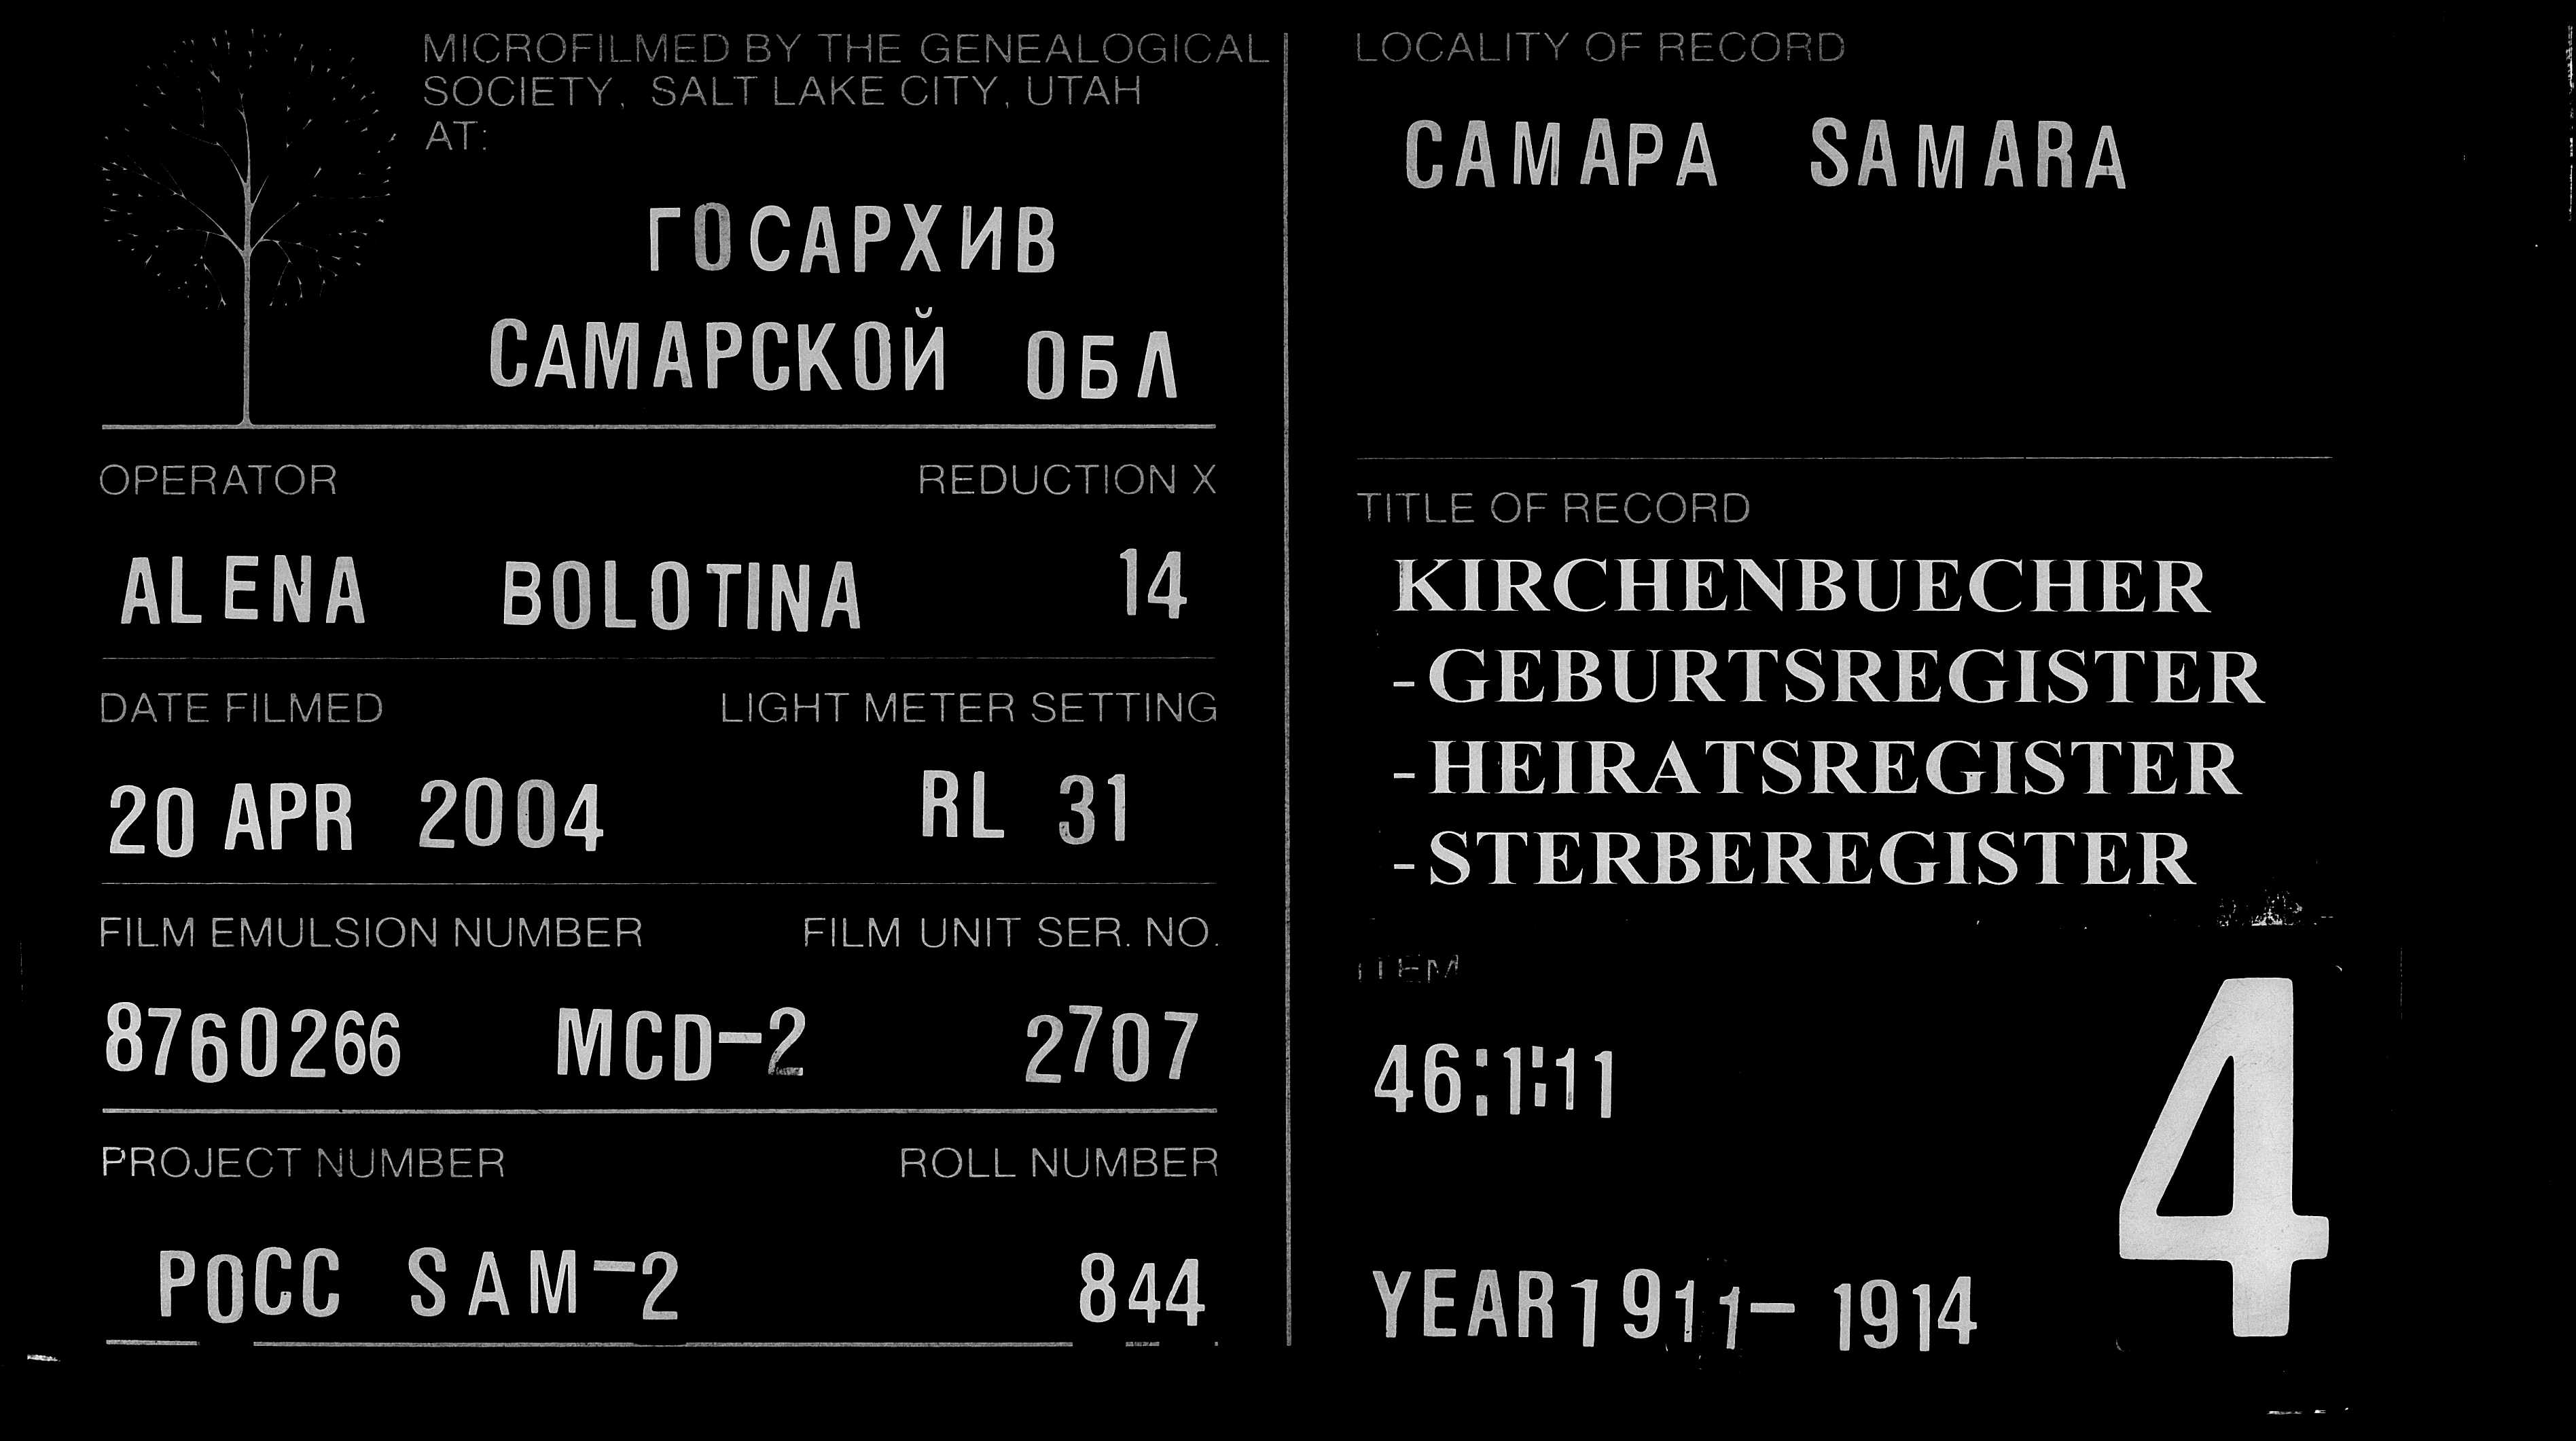 MICROFILMED BY THE GENEALOGICAL
SOCIETY, SALT LAKE CITY, UTAH
AT:
ГОСАРХИВ
САМАРСКОЙ ОБЛ
OPERATOR REDUCTION X
ALENA BOLOTINA 14
DATE FILMED LIGHT METER SETTING
20 APR 2004 RL 31
FILM EMULSION NUMBER FILM UNIT SER. NO.
8760266 MCD-2 2707
PROJECT NUMBER ROLL NUMBER
РОСС SAM-2 844
LOCALITY OF RECORD
САМАРА SAMARA
TITLE OF RECORD
KIRCHENBUECHER
-GEBURTSREGISTER
-HEIRATSREGISTER
-STERBEREGISTER
ITEM
46:1:11
4
YEAR 1911-1914